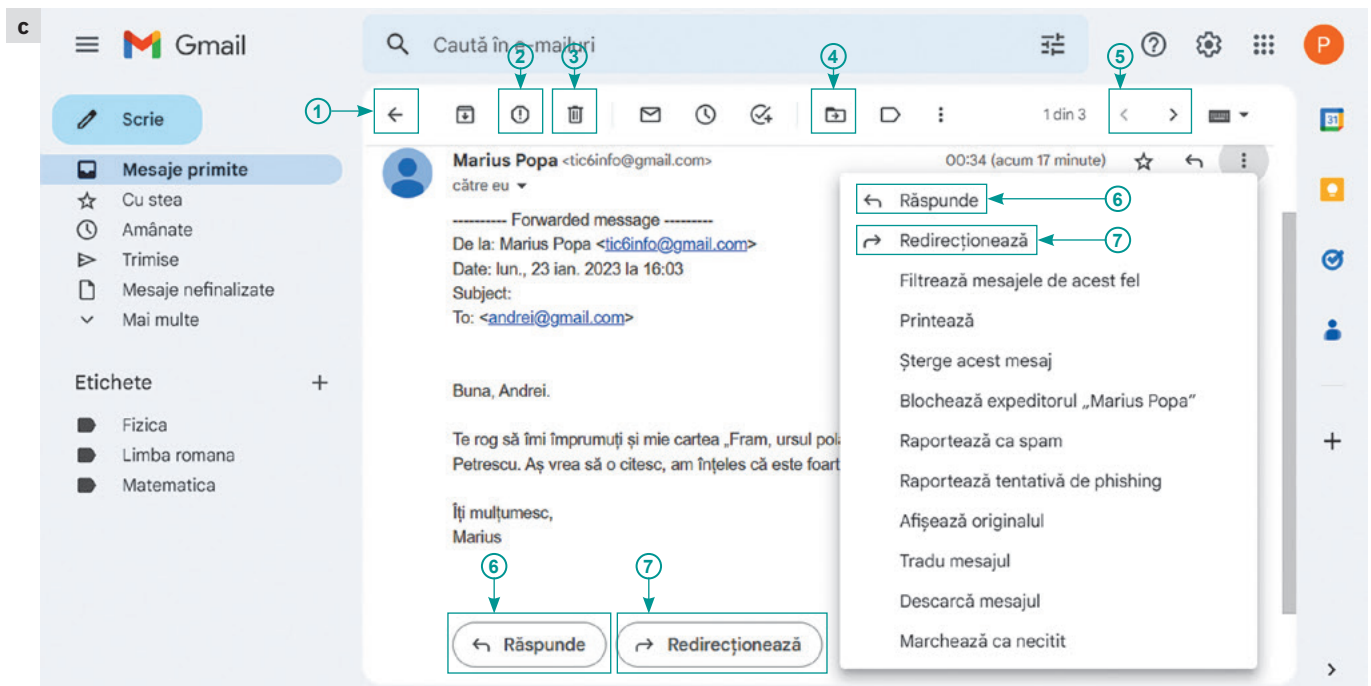 c
Gmail
Caută în e-mailuri
P
2
3
4
5
1
Scrie
1 din 3
31
Mesaje primite
Cu stea
Amânate
Trimise
Mesaje nefinalizate
Mai multe
Etichete
Fizica
Limba romana
Matematica
Marius Popa <tic6info@gmail.com>
00:34 (acum 17 minute)
către eu
---------- Forwarded message ---------
De la: Marius Popa <tic6info@gmail.com>
Date: lun., 23 ian. 2023 la 16:03
Subject:
To: <andrei@gmail.com>
Buna, Andrei.
Te rog să îmi împrumuți și mie cartea „Fram, ursul
Petrescu. Aș vrea să o citesc, am înțeles că este
Îți mulțumesc,
Marius
6
7
Răspunde
Redirecționează
Răspunde
6
Redirecționează
7
Filtrează mesajele de acest fel
Printează
Șterge acest mesaj
Blochează expeditorul „Marius Popa”
Raportează ca spam
Raportează tentativă de phishing
Afișează originalul
Tradu mesajul
Descarcă mesajul
Marchează ca necitit